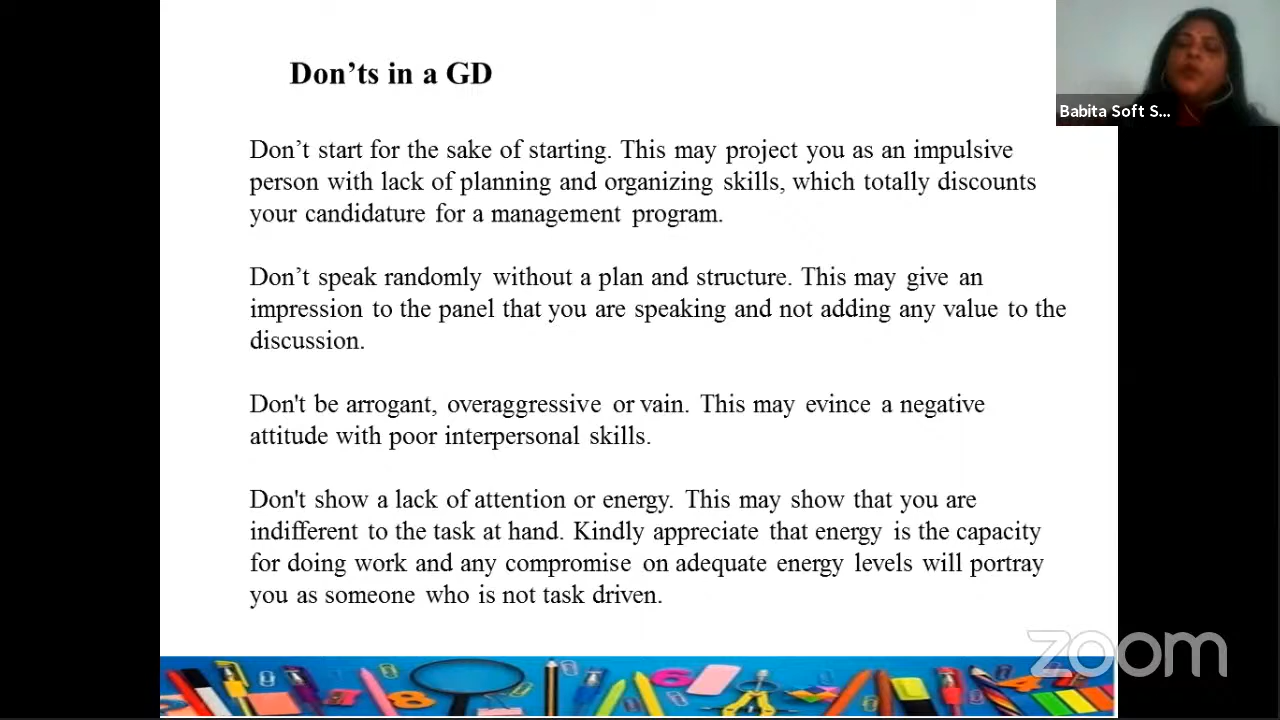 Don’ts in a GD
Babita Soft S...
Don’t start for the sake of starting. This may project you as an impulsive
person with lack of planning and organizing skills, which totally discounts
your candidature for a management program.
Don’t speak randomly without a plan and structure. This may give an
impression to the panel that you are speaking and not adding any value to the
discussion.
Don't be arrogant, overaggressive or vain. This may evince a negative
attitude with poor interpersonal skills.
Don't show a lack of attention or energy. This may show that you are
indifferent to the task at hand. Kindly appreciate that energy is the capacity
for doing work and any compromise on adequate energy levels will portray
you as someone who is not task driven.
zoom